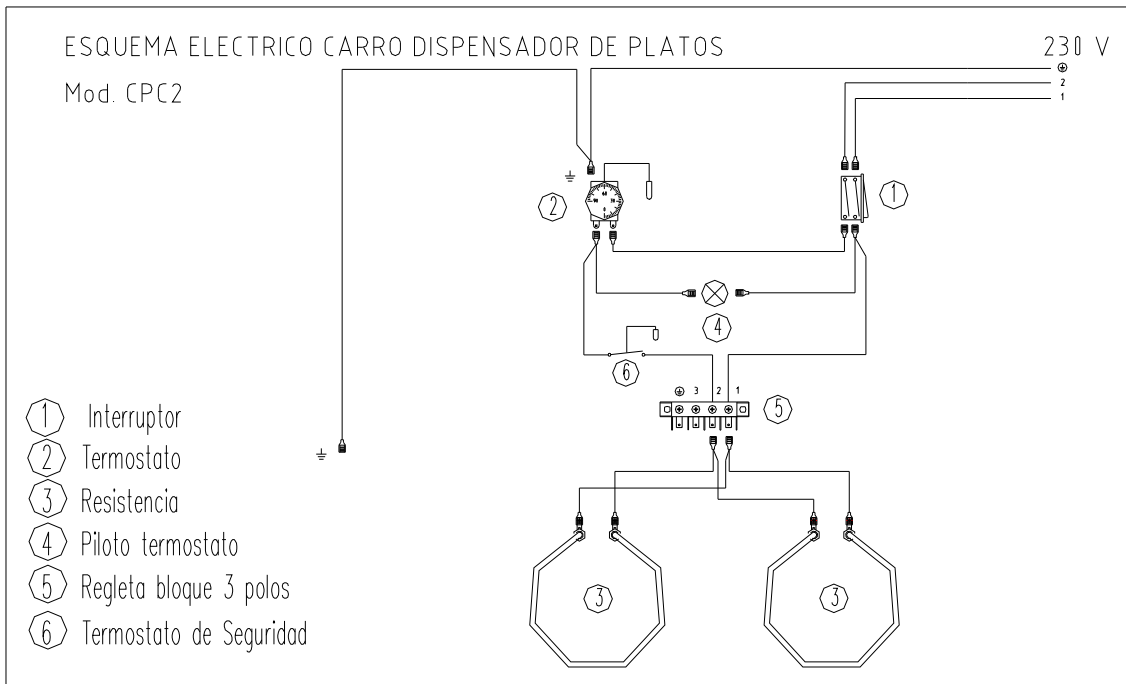 ESQUEMA ELECTRICO CARRO DISPENSADOR DE PLATOS
230 V
Mod. CPC2
2
1
2
1
4
6
3 2 1
5
3
3
1 Interruptor
2 Termostato
3 Resistencia
4 Piloto termostato
5 Regleta bloque 3 polos
6 Termostato de Seguridad